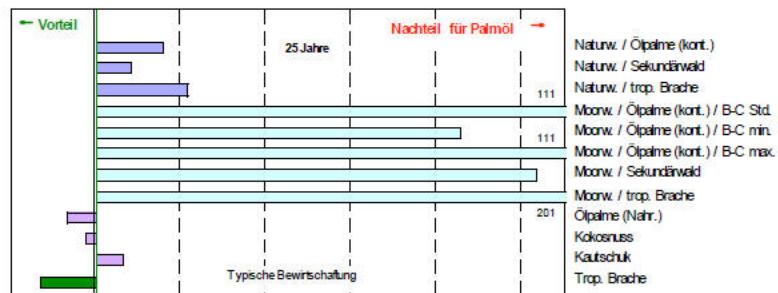 ← Vorteil
Nachteil für Palmöl →
25 Jahre
Naturw. / Ölpalme (kont.)
Naturw. / Sekundärwald
Naturw. / trop. Brache
111
Moorw. / Ölpalme (kont.) / B-C Std.
Moorw. / Ölpalme (kont.) / B-C min.
111
Moorw. / Ölpalme (kont.) / B-C max.
Moorw. / Sekundärwald
Moorw. / trop. Brache
201
Ölpalme (Nahr.)
Kokosnuss
Kautschuk
Typische Bewirtschaftung
Trop. Brache